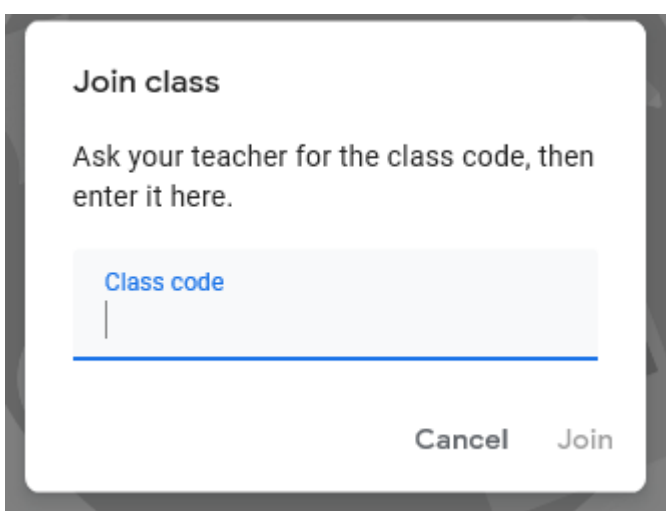 Join class
Ask your teacher for the class code, then
enter it here.
Class code
Cancel Join